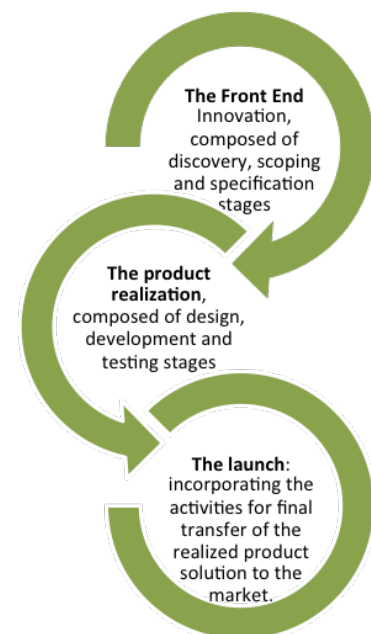 The Front End
Innovation,
composed of
discovery, scoping
and specification
stages
The product
realization,
composed of design,
development and
testing stages
The launch:
incorporating the
activities for final
transfer of the
realized product
solution to the
market.